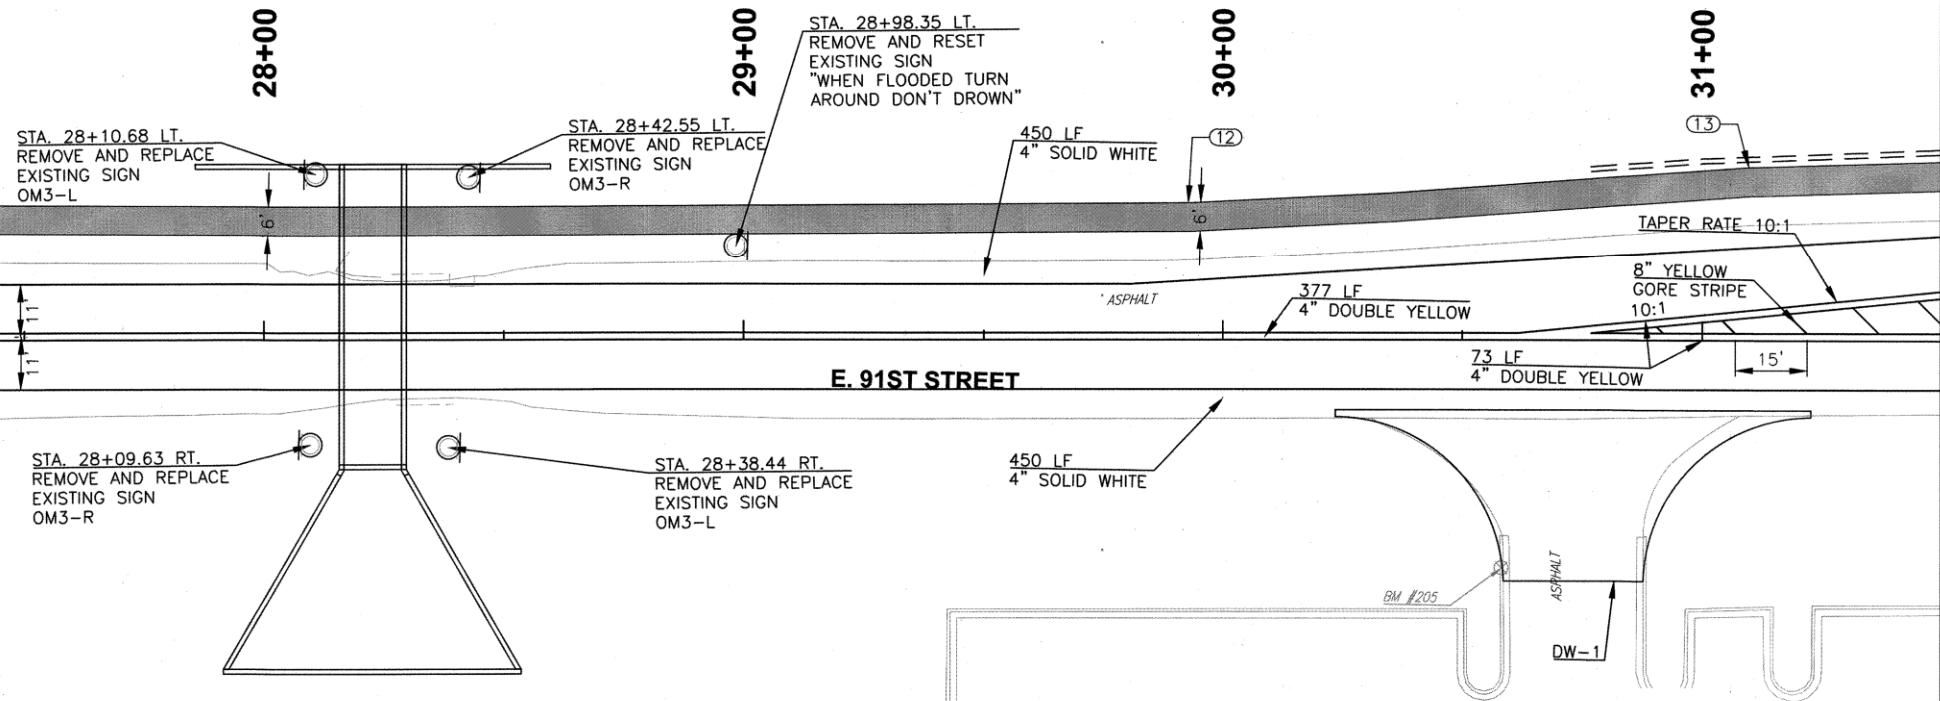 28+00
29+00
30+00
31+00
STA. 28+98.35 LT.
REMOVE AND RESET
EXISTING SIGN
"WHEN FLOODED TURN
AROUND DON'T DROWN"
STA. 28+10.68 LT.
REMOVE AND REPLACE
EXISTING SIGN
OM3-L
STA. 28+42.55 LT.
REMOVE AND REPLACE
EXISTING SIGN
OM3-R
450 LF
4" SOLID WHITE
12
13
6'
6'
TAPER RATE 10:1
8" YELLOW
GORE STRIPE
10:1
377 LF
4" DOUBLE YELLOW
ASPHALT
11'
11'
73 LF
4" DOUBLE YELLOW
15'
E. 91ST STREET
STA. 28+09.63 RT.
REMOVE AND REPLACE
EXISTING SIGN
OM3-R
STA. 28+38.44 RT.
REMOVE AND REPLACE
EXISTING SIGN
OM3-L
450 LF
4" SOLID WHITE
BM #205
ASPHALT
DW-1